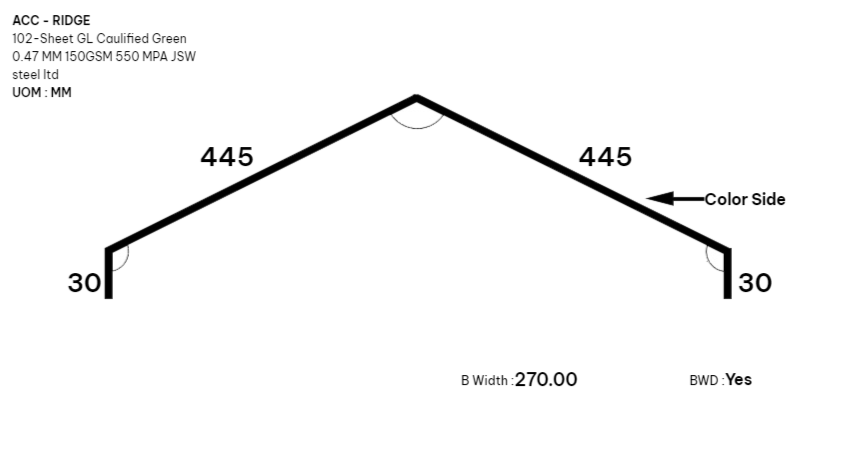 ACC - RIDGE
102-Sheet GL Caulified Green
0.47 MM 150GSM 550 MPA JSW
steel ltd
UOM : MM
445
445
Color Side
30
30
B Width :270.00
BWD :Yes